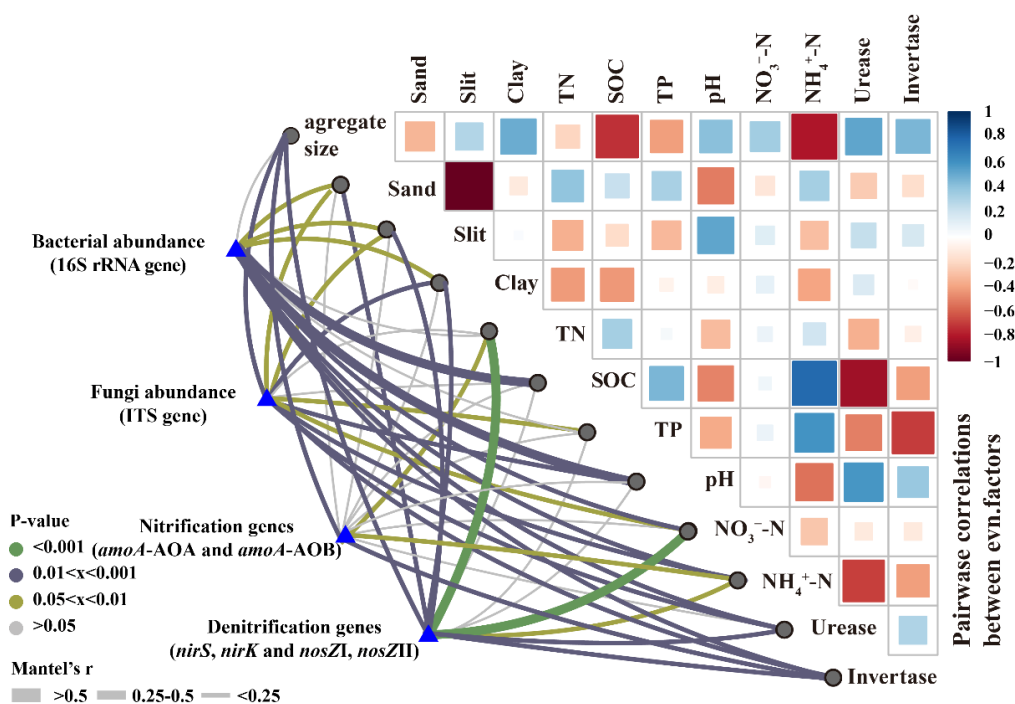 Sand Slit Clay TN SOC TP pH NO₃⁻-N NH₄⁺-N Urease Invertase
agregate
size
Sand
Slit
Clay
TN
SOC
TP
pH
NO₃⁻-N
NH₄⁺-N
Urease
Invertase
1
0.8
0.6
0.4
0.2
0
−0.2
−0.4
−0.6
−0.8
−1
Pairwase correlations
between evn.factors
Bacterial abundance
(16S rRNA gene)
Fungi abundance
(ITS gene)
Nitrification genes
(amoA-AOA and amoA-AOB)
Denitrification genes
(nirS, nirK and nosZI, nosZII)
P-value
<0.001
0.01<x<0.001
0.05<x<0.01
>0.05
Mantel's r
>0.5 0.25-0.5 <0.25